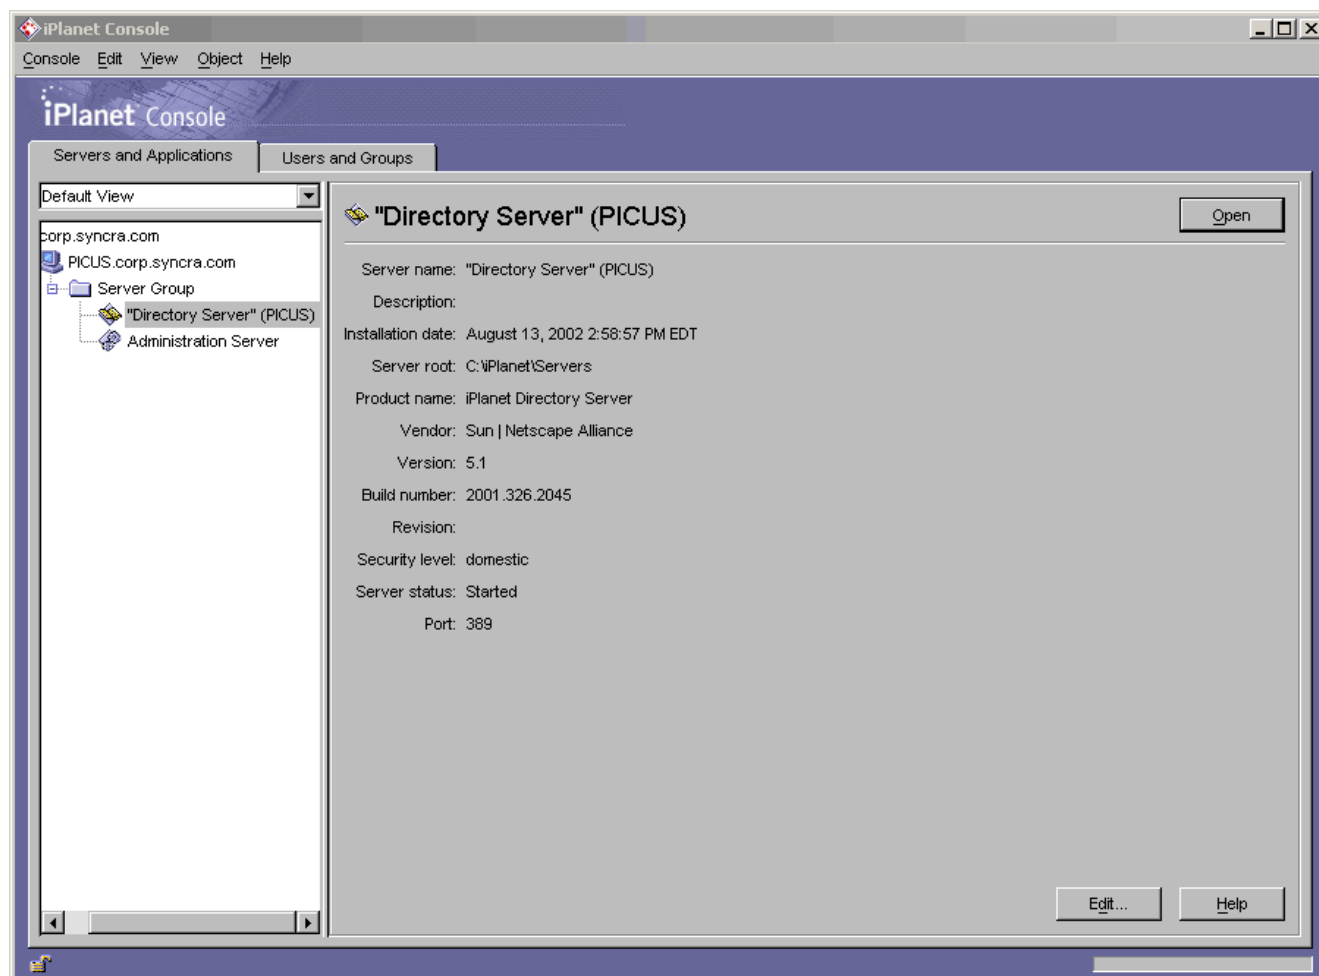 iPlanet Console
Console Edit View Object Help
iPlanet Console
Servers and Applications
Users and Groups
Default View
corp.syncra.com
PICUS.corp.syncra.com
Server Group
"Directory Server" (PICUS)
Administration Server
"Directory Server" (PICUS)
Open
Server name: "Directory Server" (PICUS)
Description:
Installation date: August 13, 2002 2:58:57 PM EDT
Server root: C:\iPlanet\Servers
Product name: iPlanet Directory Server
Vendor: Sun | Netscape Alliance
Version: 5.1
Build number: 2001.326.2045
Revision:
Security level: domestic
Server status: Started
Port: 389
Edit...
Help